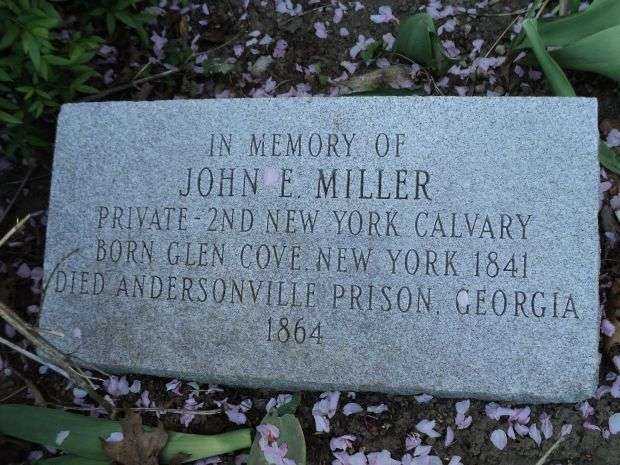 IN MEMORY OF
JOHN E. MILLER
PRIVATE-2ND NEW YORK CALVARY
BORN GLEN COVE, NEW YORK 1841
DIED ANDERSONVILLE PRISON, GEORGIA
1864